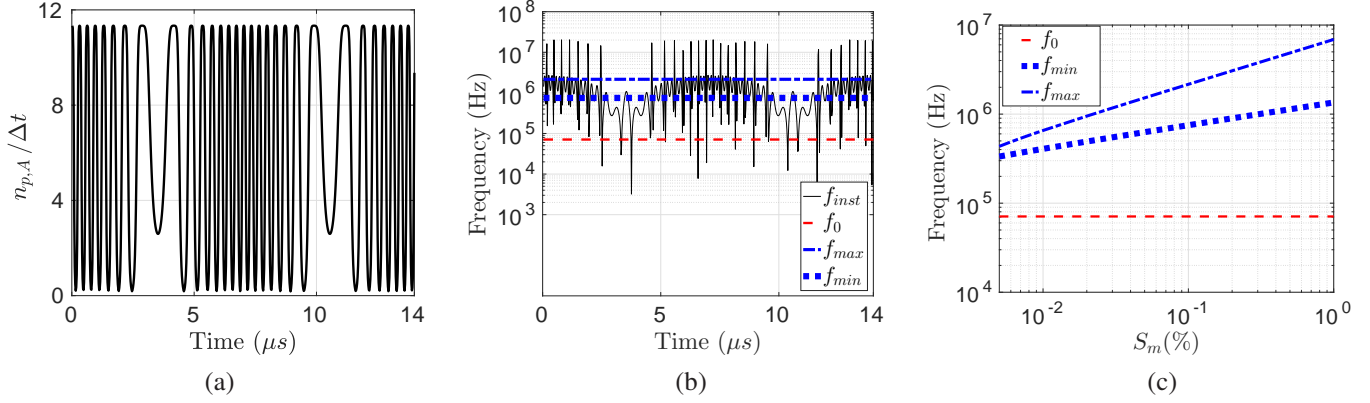 12
8
4
0
n_{p,A}/Δt
0 5 10 14
Time (μs)
(a)
10^8
10^7
10^6
10^5
10^4
10^3
Frequency (Hz)
f_{inst}
f_0
f_{max}
f_{min}
0 5 10 14
Time (μs)
(b)
10^7
10^6
10^5
10^4
Frequency (Hz)
f_0
f_{min}
f_{max}
10^{-2} 10^{-1} 10^0
S_m(%)
(c)